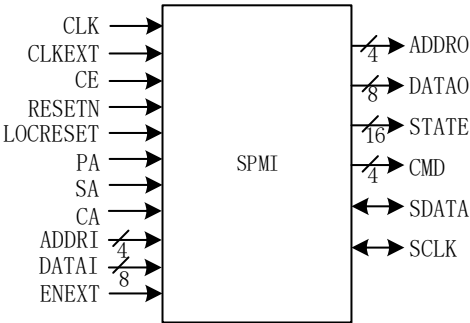 CLK
CLKEXT
CE
RESETN
LOCRESET
PA
SA
CA
ADDRI
4
DATAI
8
ENEXT
SPMI
ADDRO
4
DATAO
8
STATE
16
CMD
4
SDATA
SCLK